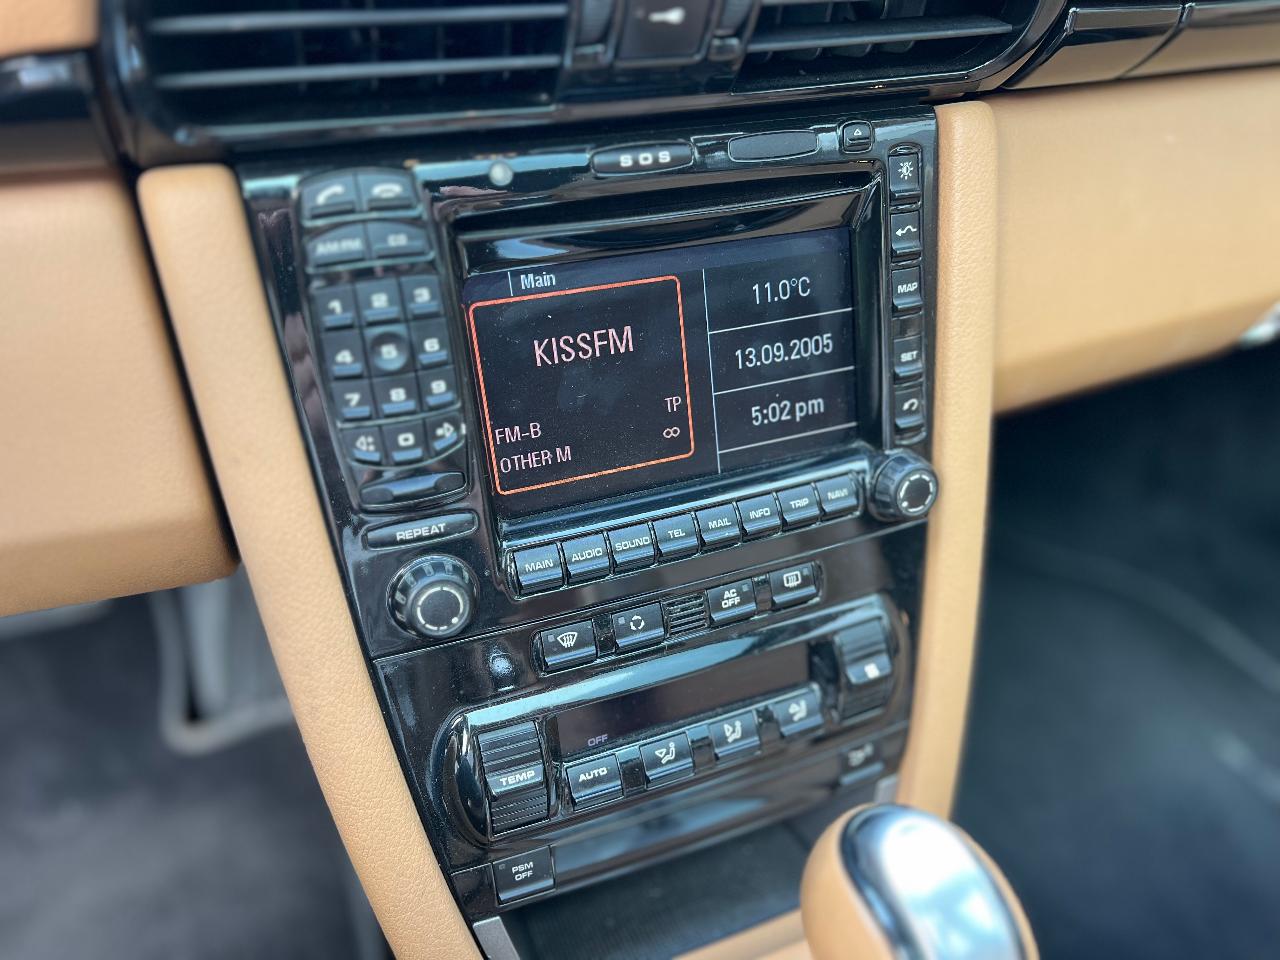 SOS
AM·FM CD
1 2 3
4 5 6
7 8 9
0
REPEAT
Main
KISSFM
TP
FM-B
∞
OTHER M
11.0°C
13.09.2005
5:02 pm
MAP
SET
MAIN AUDIO SOUND TEL MAIL INFO TRIP NAVI
AC
OFF
OFF
TEMP
AUTO
PSM
OFF